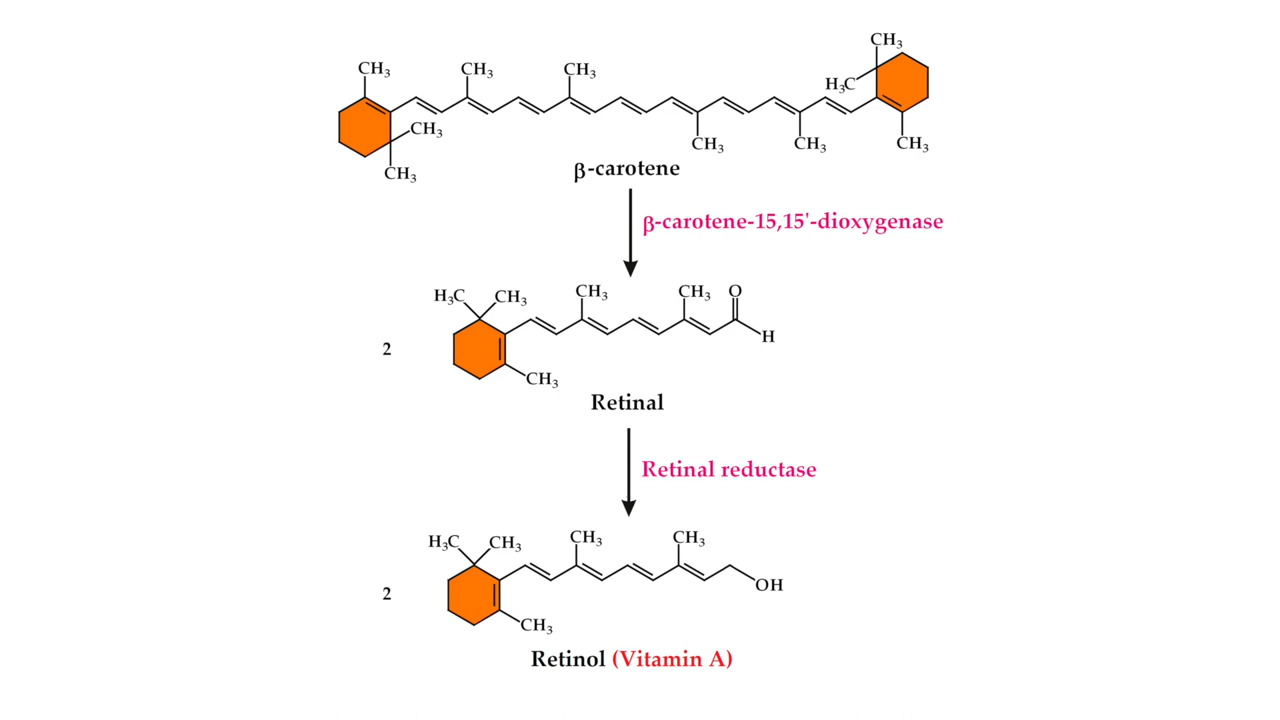 CH₃
CH₃ CH₃ CH₃
H₃C
CH₃
CH₃ CH₃ CH₃
CH₃
β-carotene
β-carotene-15,15'-dioxygenase
H₃C CH₃ CH₃ CH₃ O
H
2
CH₃
Retinal
Retinal reductase
H₃C CH₃ CH₃ CH₃
OH
2
CH₃
Retinol (Vitamin A)